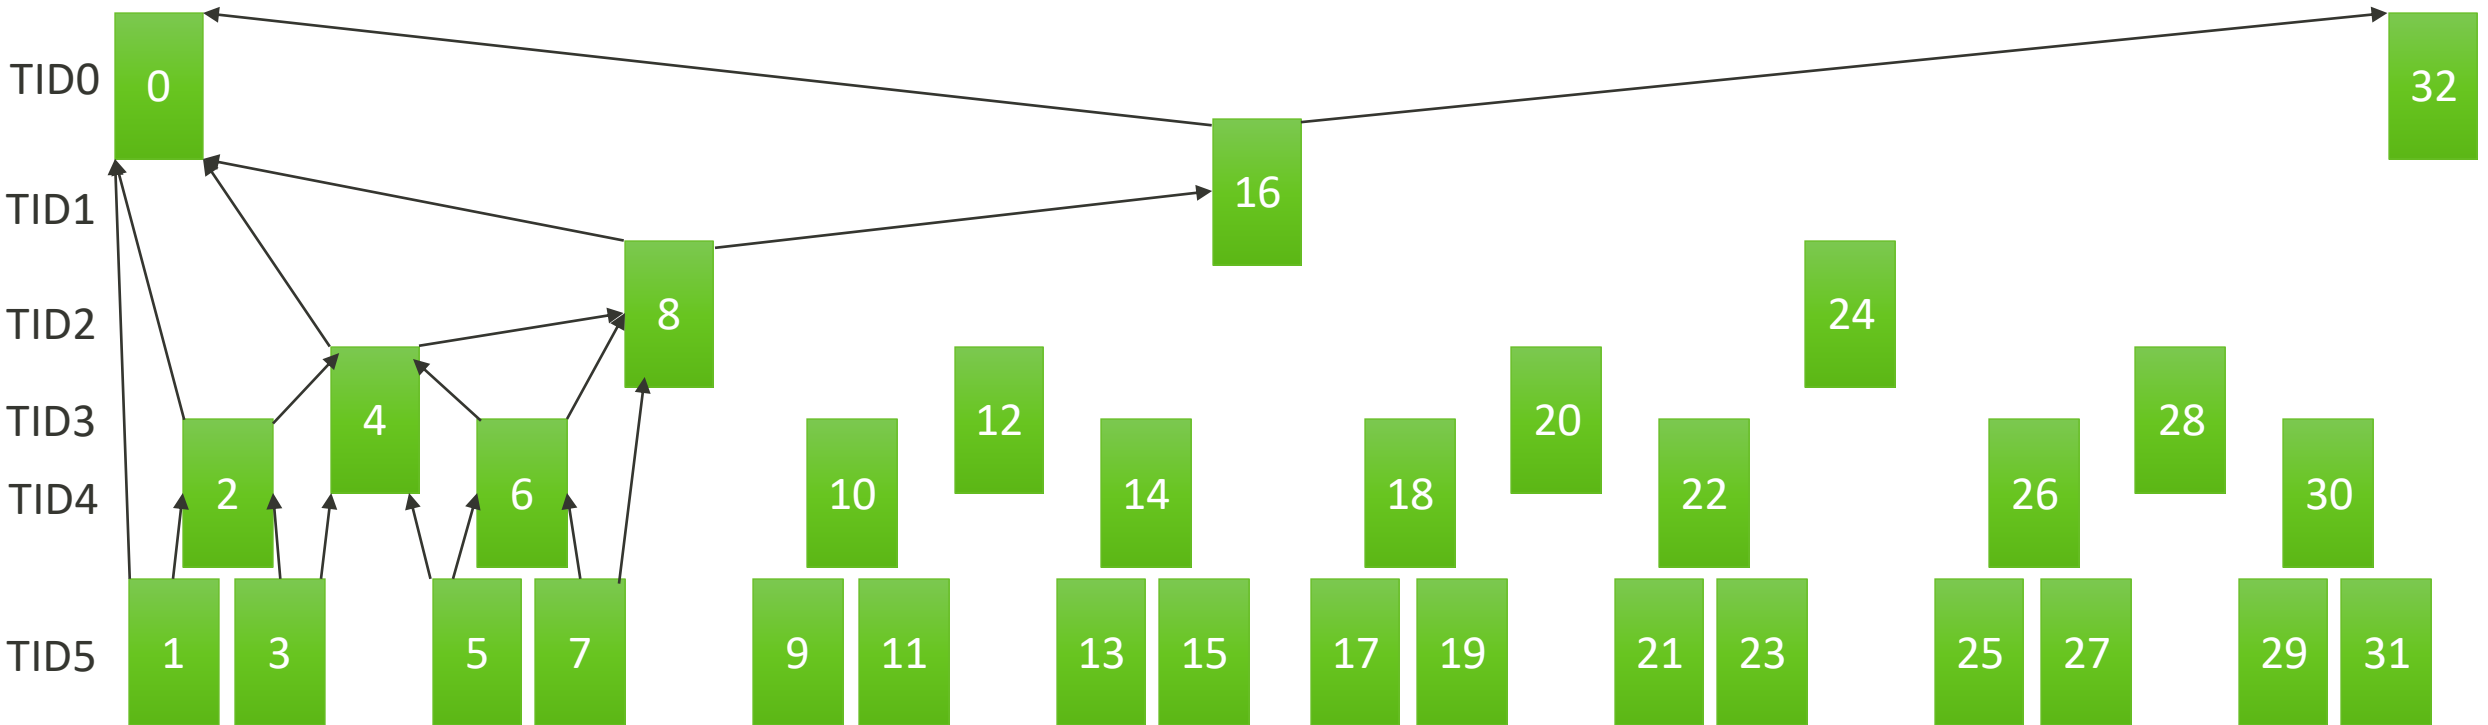 TID0 0 32
TID1 16
TID2 8 24
TID3 4 12 20 28
TID4 2 6 10 14 18 22 26 30
TID5 1 3 5 7 9 11 13 15 17 19 21 23 25 27 29 31